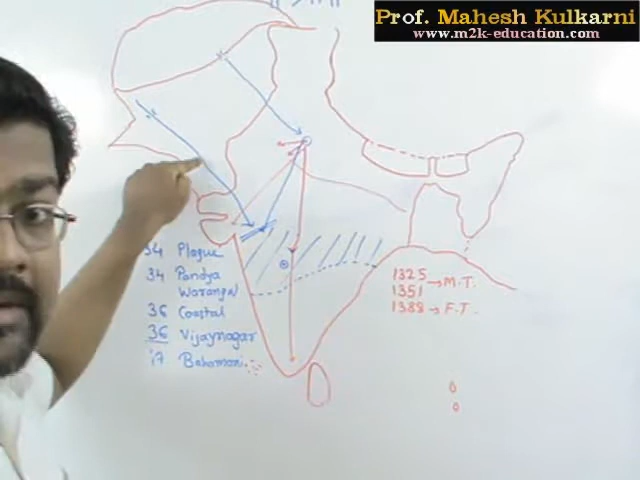 Prof. Mahesh Kulkarni
www.m2k-education.com
34 Plague
34 Pandya
Warangal
36 Coastal
36 Vijaynagar
Bahamani
1325
1351 → M.T.
1388 → F.T.